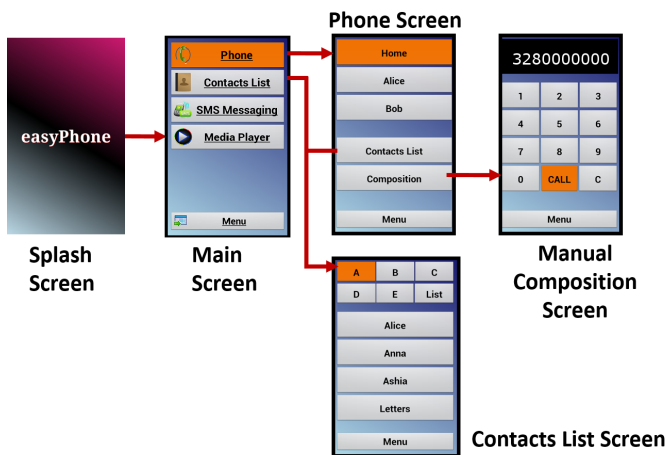 Phone Screen
easyPhone
Phone
Contacts List
SMS Messaging
Media Player
Menu
Home
Alice
Bob
Contacts List
Composition
Menu
3280000000
1 2 3
4 5 6
7 8 9
0 CALL C
Menu
Splash
Screen
Main
Screen
Manual
Composition
Screen
A B C
D E List
Alice
Anna
Ashia
Letters
Menu
Contacts List Screen